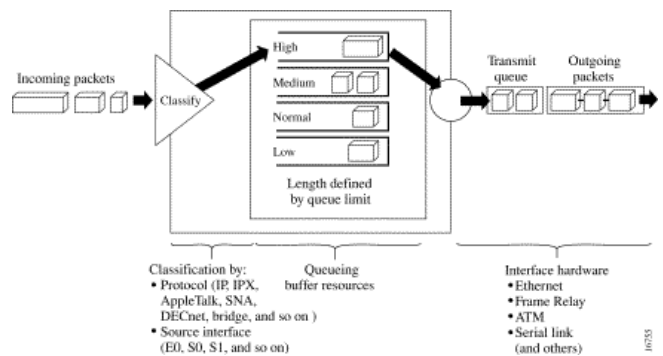 Incoming packets
Classify
High
Medium
Normal
Low
Length defined
by queue limit
Transmit
queue
Outgoing
packets
Classification by:
• Protocol (IP, IPX,
AppleTalk, SNA,
DECnet, bridge, and so on )
• Source interface
(E0, S0, S1, and so on)
Queueing
buffer resources
Interface hardware
• Ethernet
• Frame Relay
• ATM
• Serial link
(and others)
16755